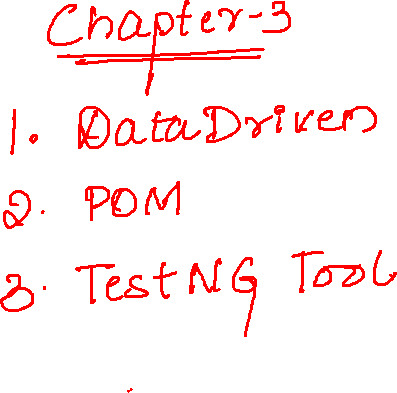 Chapter-3
1. DataDriven
2. POM
3. TestNG Tool